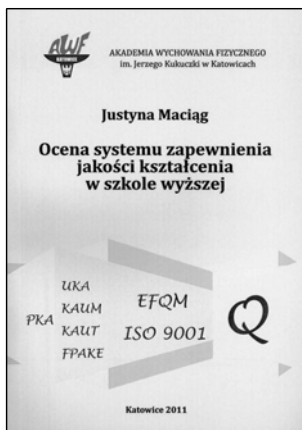 AWF
KATOWICE
AKADEMIA WYCHOWANIA FIZYCZNEGO
im. Jerzego Kukuczki w Katowicach
Justyna Maciąg
Ocena systemu zapewnienia
jakości kształcenia
w szkole wyższej
PKA
UKA
KAUM
KAUT
FPAKE
EFQM
ISO 9001
Q
Katowice 2011